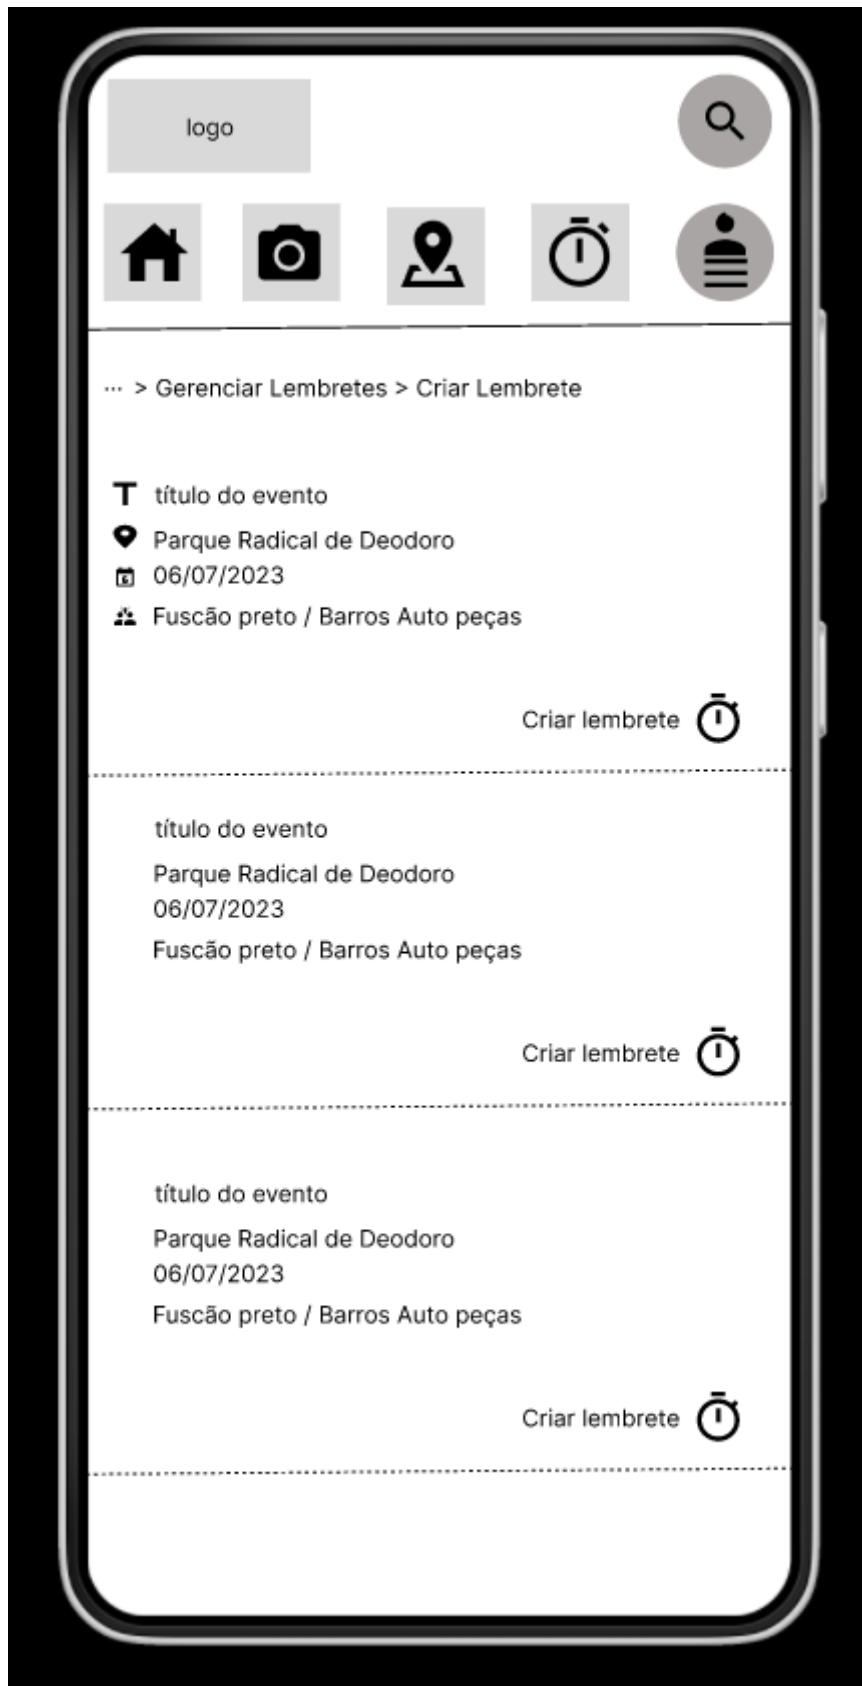 logo
... > Gerenciar Lembretes > Criar Lembrete
título do evento
Parque Radical de Deodoro
06/07/2023
Fuscão preto / Barros Auto peças
Criar lembrete
título do evento
Parque Radical de Deodoro
06/07/2023
Fuscão preto / Barros Auto peças
Criar lembrete
título do evento
Parque Radical de Deodoro
06/07/2023
Fuscão preto / Barros Auto peças
Criar lembrete